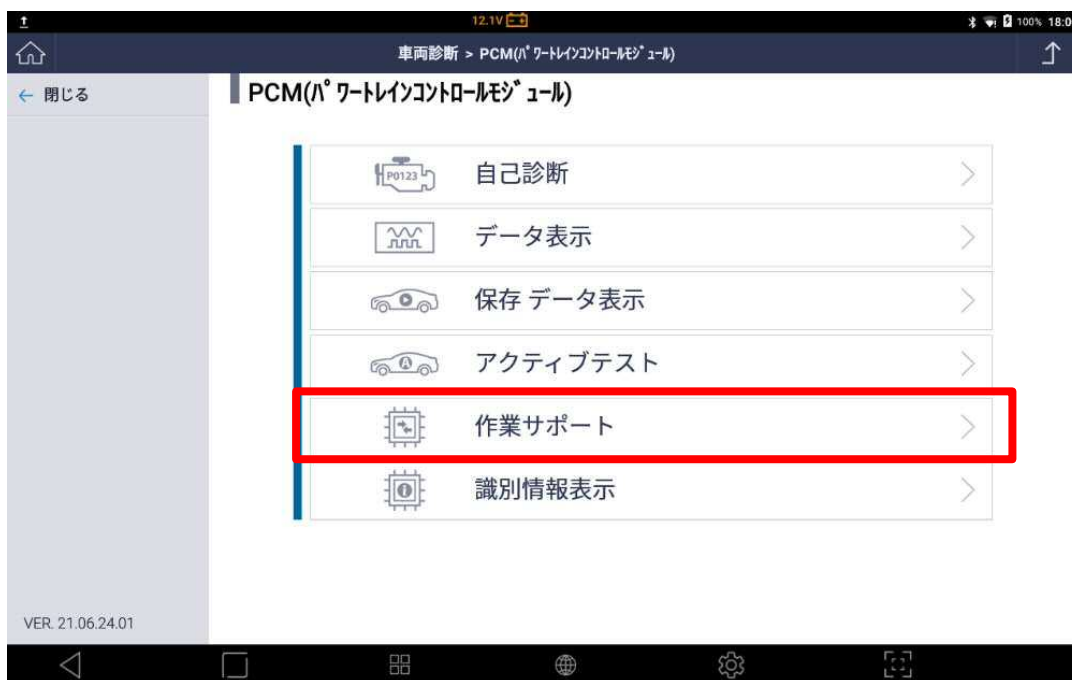 12.1V
100% 18:0
車両診断 > PCM(ﾊﾟﾜｰﾄﾚｲﾝｺﾝﾄﾛｰﾙﾓｼﾞｭｰﾙ)
← 閉じる
PCM(ﾊﾟﾜｰﾄﾚｲﾝｺﾝﾄﾛｰﾙﾓｼﾞｭｰﾙ)
P0123 自己診断
データ表示
保存 データ表示
アクティブテスト
作業サポート
識別情報表示
VER. 21.06.24.01